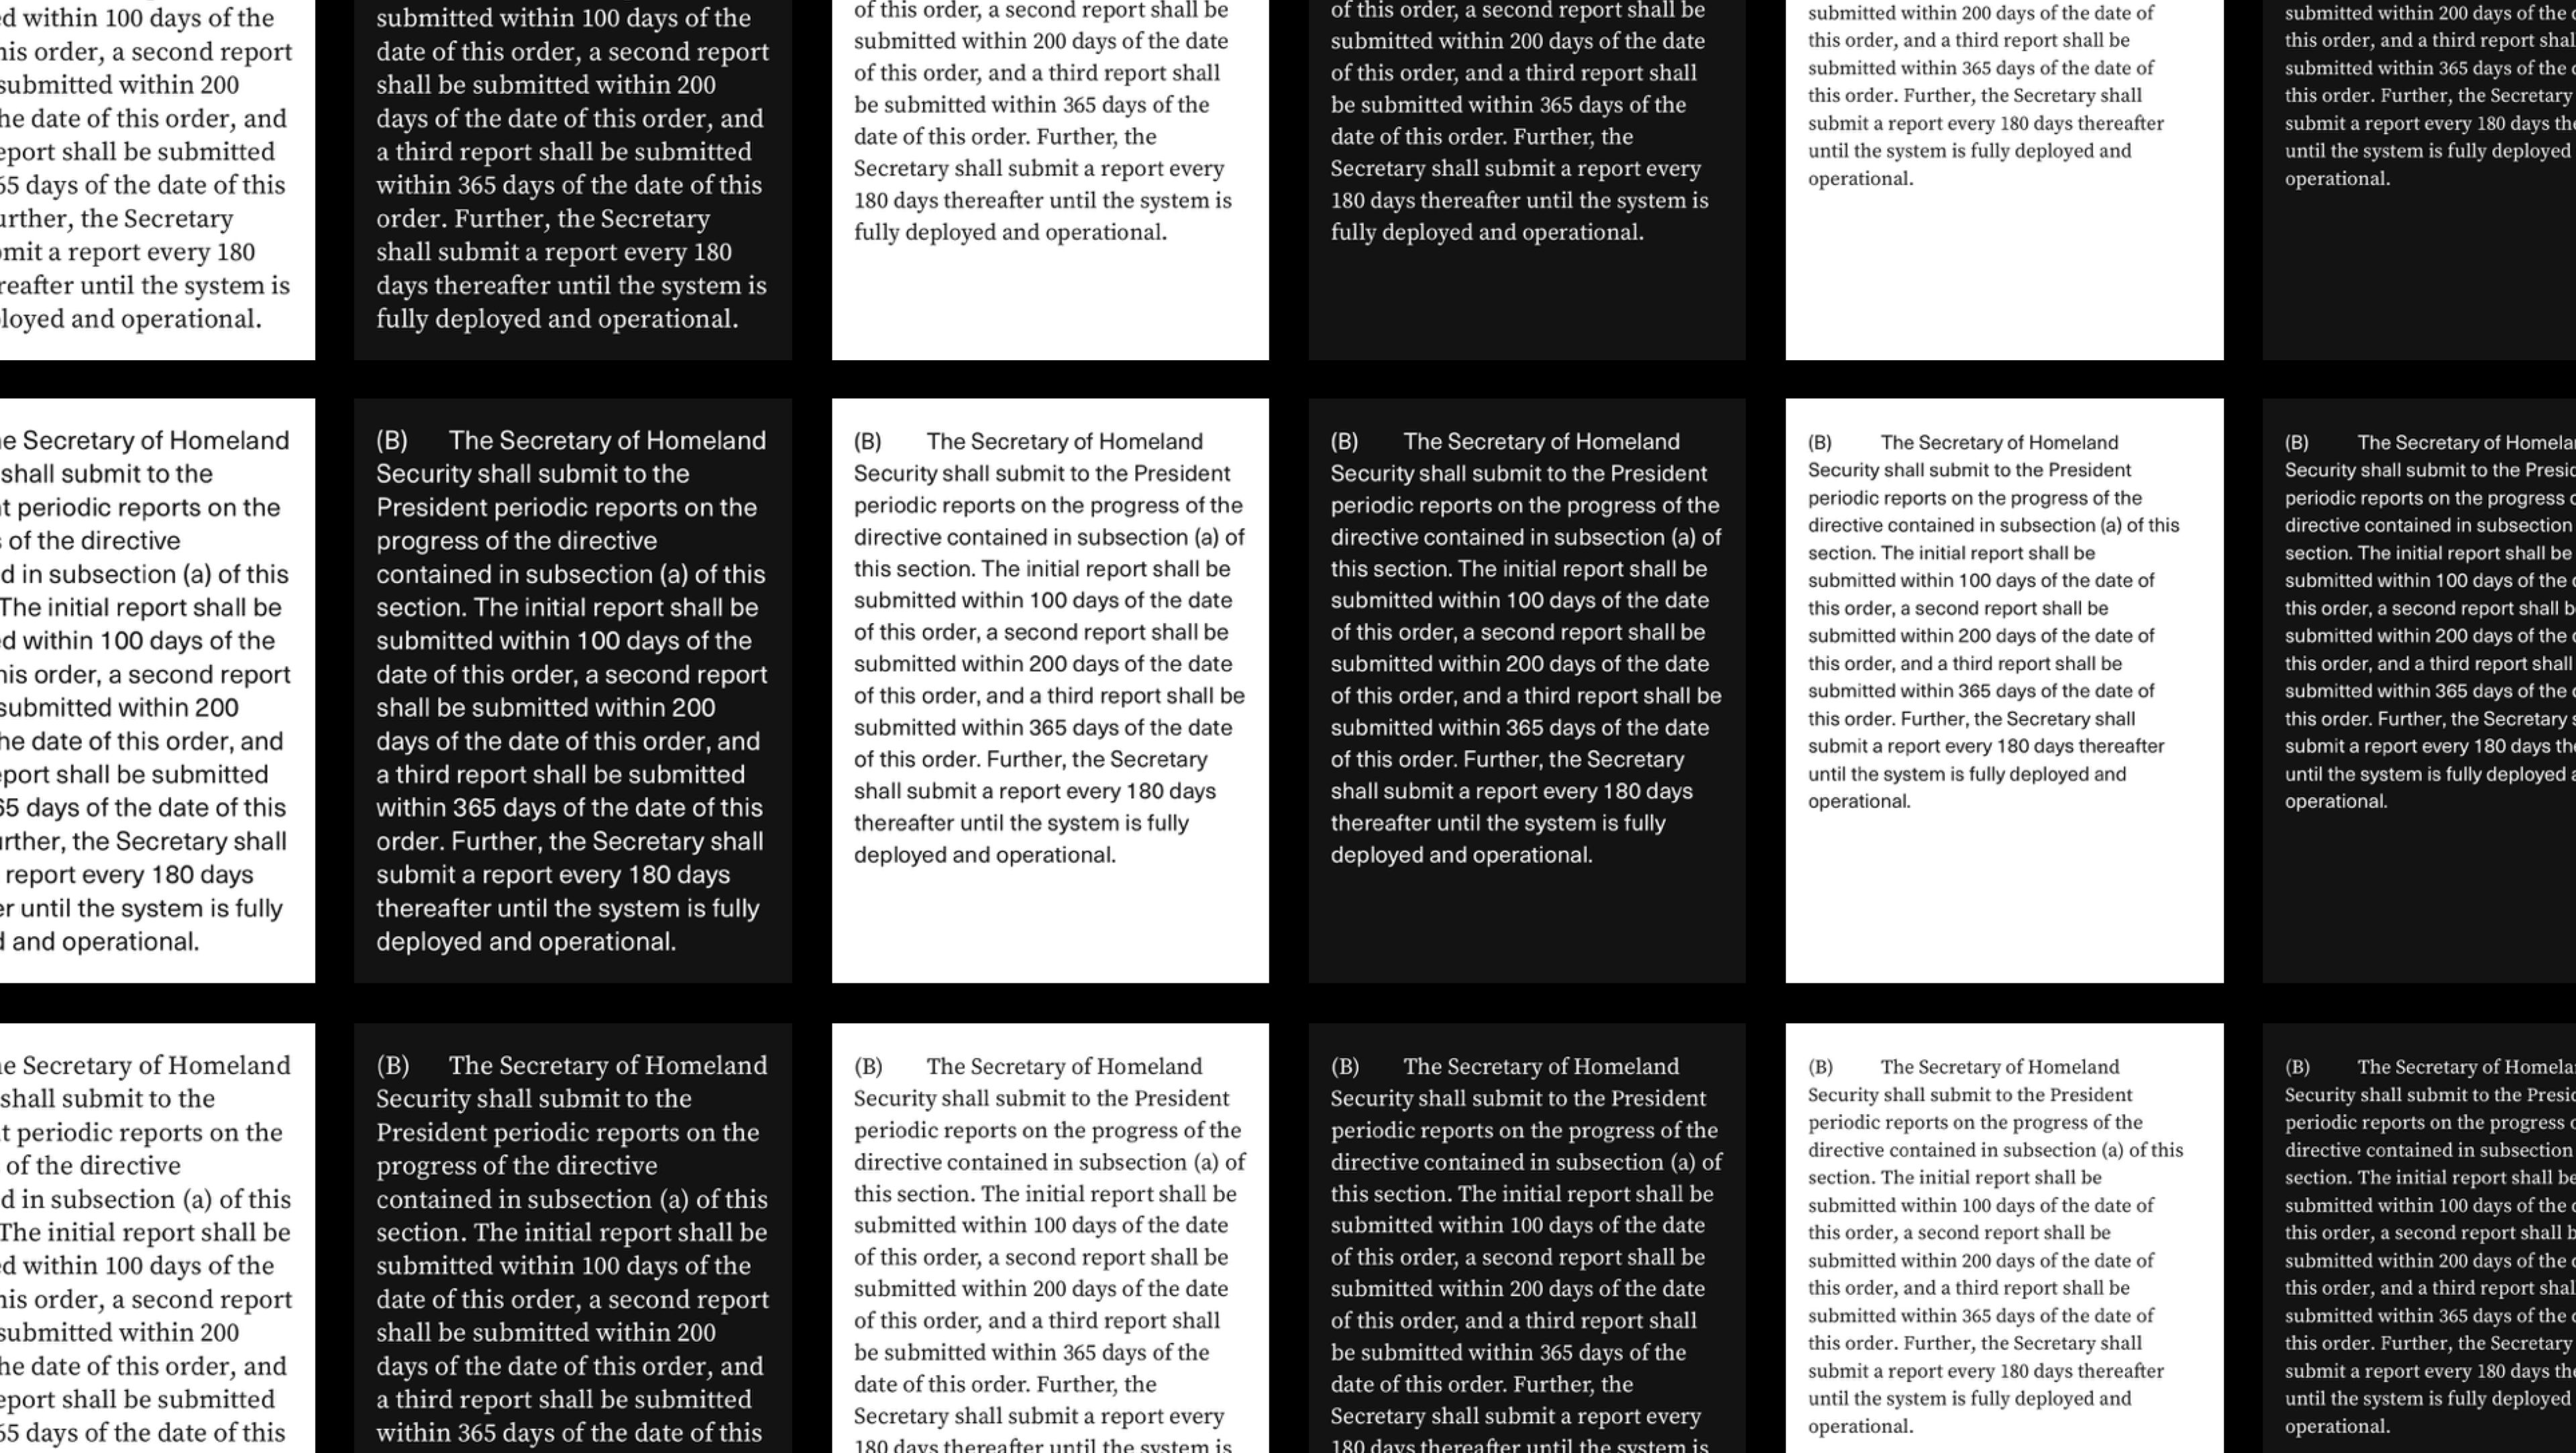 d within 100 days of the
his order, a second report
submitted within 200
he date of this order, and
eport shall be submitted
65 days of the date of this
urther, the Secretary
mit a report every 180
reafter until the system is
loyed and operational.
submitted within 100 days of the
date of this order, a second report
shall be submitted within 200
days of the date of this order, and
a third report shall be submitted
within 365 days of the date of this
order. Further, the Secretary
shall submit a report every 180
days thereafter until the system is
fully deployed and operational.
of this order, a second report shall be
submitted within 200 days of the date
of this order, and a third report shall
be submitted within 365 days of the
date of this order. Further, the
Secretary shall submit a report every
180 days thereafter until the system is
fully deployed and operational.
of this order, a second report shall be
submitted within 200 days of the date
of this order, and a third report shall
be submitted within 365 days of the
date of this order. Further, the
Secretary shall submit a report every
180 days thereafter until the system is
fully deployed and operational.
submitted within 200 days of the date of
this order, and a third report shall be
submitted within 365 days of the date of
this order. Further, the Secretary shall
submit a report every 180 days thereafter
until the system is fully deployed and
operational.
submitted within 200 days of the
this order, and a third report shal
submitted within 365 days of the
this order. Further, the Secretary
submit a report every 180 days the
until the system is fully deployed
operational.
e Secretary of Homeland
shall submit to the
t periodic reports on the
of the directive
d in subsection (a) of this
The initial report shall be
d within 100 days of the
his order, a second report
submitted within 200
he date of this order, and
eport shall be submitted
65 days of the date of this
rther, the Secretary shall
report every 180 days
er until the system is fully
d and operational.
(B) The Secretary of Homeland
Security shall submit to the
President periodic reports on the
progress of the directive
contained in subsection (a) of this
section. The initial report shall be
submitted within 100 days of the
date of this order, a second report
shall be submitted within 200
days of the date of this order, and
a third report shall be submitted
within 365 days of the date of this
order. Further, the Secretary shall
submit a report every 180 days
thereafter until the system is fully
deployed and operational.
(B) The Secretary of Homeland
Security shall submit to the President
periodic reports on the progress of the
directive contained in subsection (a) of
this section. The initial report shall be
submitted within 100 days of the date
of this order, a second report shall be
submitted within 200 days of the date
of this order, and a third report shall be
submitted within 365 days of the date
of this order. Further, the Secretary
shall submit a report every 180 days
thereafter until the system is fully
deployed and operational.
(B) The Secretary of Homeland
Security shall submit to the President
periodic reports on the progress of the
directive contained in subsection (a) of
this section. The initial report shall be
submitted within 100 days of the date
of this order, a second report shall be
submitted within 200 days of the date
of this order, and a third report shall be
submitted within 365 days of the date
of this order. Further, the Secretary
shall submit a report every 180 days
thereafter until the system is fully
deployed and operational.
(B) The Secretary of Homeland
Security shall submit to the President
periodic reports on the progress of the
directive contained in subsection (a) of this
section. The initial report shall be
submitted within 100 days of the date of
this order, a second report shall be
submitted within 200 days of the date of
this order, and a third report shall be
submitted within 365 days of the date of
this order. Further, the Secretary shall
submit a report every 180 days thereafter
until the system is fully deployed and
operational.
(B) The Secretary of Homelan
Security shall submit to the Presid
periodic reports on the progress
directive contained in subsection
section. The initial report shall be
submitted within 100 days of the
this order, a second report shall b
submitted within 200 days of the
this order, and a third report shall
submitted within 365 days of the
this order. Further, the Secretary
submit a report every 180 days the
until the system is fully deployed
operational.
e Secretary of Homeland
shall submit to the
t periodic reports on the
of the directive
d in subsection (a) of this
The initial report shall be
d within 100 days of the
his order, a second report
submitted within 200
he date of this order, and
eport shall be submitted
65 days of the date of this
(B) The Secretary of Homeland
Security shall submit to the
President periodic reports on the
progress of the directive
contained in subsection (a) of this
section. The initial report shall be
submitted within 100 days of the
date of this order, a second report
shall be submitted within 200
days of the date of this order, and
a third report shall be submitted
within 365 days of the date of this
(B) The Secretary of Homeland
Security shall submit to the President
periodic reports on the progress of the
directive contained in subsection (a) of
this section. The initial report shall be
submitted within 100 days of the date
of this order, a second report shall be
submitted within 200 days of the date
of this order, and a third report shall
be submitted within 365 days of the
date of this order. Further, the
Secretary shall submit a report every
180 days thereafter until the system is
(B) The Secretary of Homeland
Security shall submit to the President
periodic reports on the progress of the
directive contained in subsection (a) of
this section. The initial report shall be
submitted within 100 days of the date
of this order, a second report shall be
submitted within 200 days of the date
of this order, and a third report shall
be submitted within 365 days of the
date of this order. Further, the
Secretary shall submit a report every
180 days thereafter until the system is
(B) The Secretary of Homeland
Security shall submit to the President
periodic reports on the progress of the
directive contained in subsection (a) of this
section. The initial report shall be
submitted within 100 days of the date of
this order, a second report shall be
submitted within 200 days of the date of
this order, and a third report shall be
submitted within 365 days of the date of
this order. Further, the Secretary shall
submit a report every 180 days thereafter
until the system is fully deployed and
operational.
(B) The Secretary of Homelan
Security shall submit to the Presid
periodic reports on the progress
directive contained in subsection
section. The initial report shall be
submitted within 100 days of the
this order, a second report shall b
submitted within 200 days of the
this order, and a third report shal
submitted within 365 days of the
this order. Further, the Secretary
submit a report every 180 days the
until the system is fully deployed
operational.